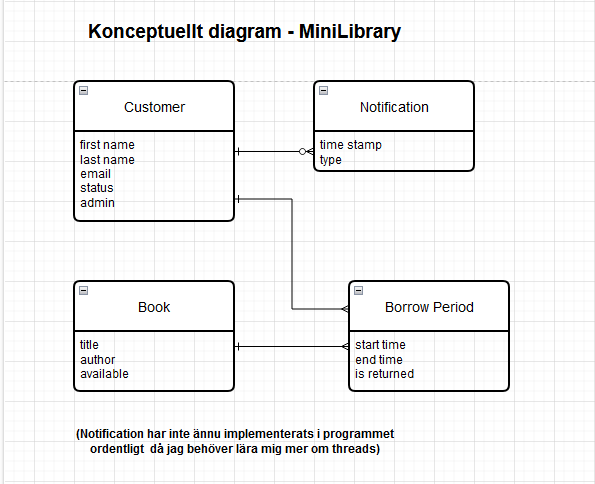 Konceptuellt diagram - MiniLibrary
Customer
first name
last name
email
status
admin
Notification
time stamp
type
Book
title
author
available
Borrow Period
start time
end time
is returned
(Notification har inte ännu implementerats i programmet
ordentligt då jag behöver lära mig mer om threads)